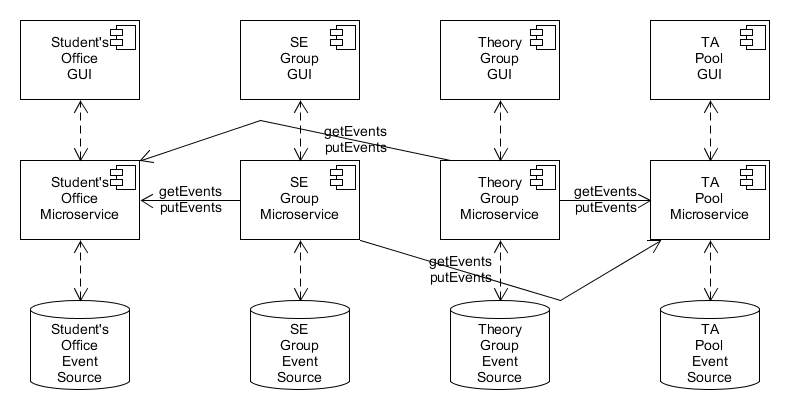 Student's
Office
GUI
SE
Group
GUI
Theory
Group
GUI
TA
Pool
GUI
getEvents
putEvents
Student's
Office
Microservice
getEvents
putEvents
SE
Group
Microservice
Theory
Group
Microservice
getEvents
putEvents
TA
Pool
Microservice
getEvents
putEvents
Student's
Office
Event
Source
SE
Group
Event
Source
Theory
Group
Event
Source
TA
Pool
Event
Source